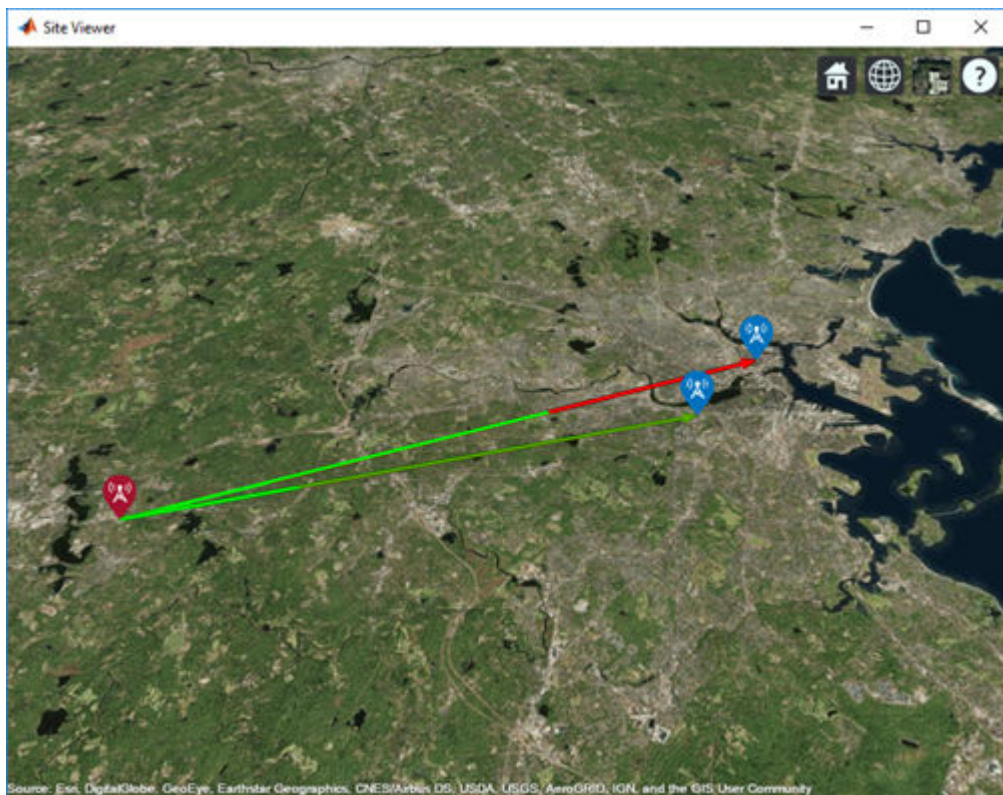 Site Viewer
?
Source: Esri, DigitalGlobe, GeoEye, Earthstar Geographics, CNES/Airbus DS, USDA, USGS, AeroGRID, IGN, and the GIS User Community